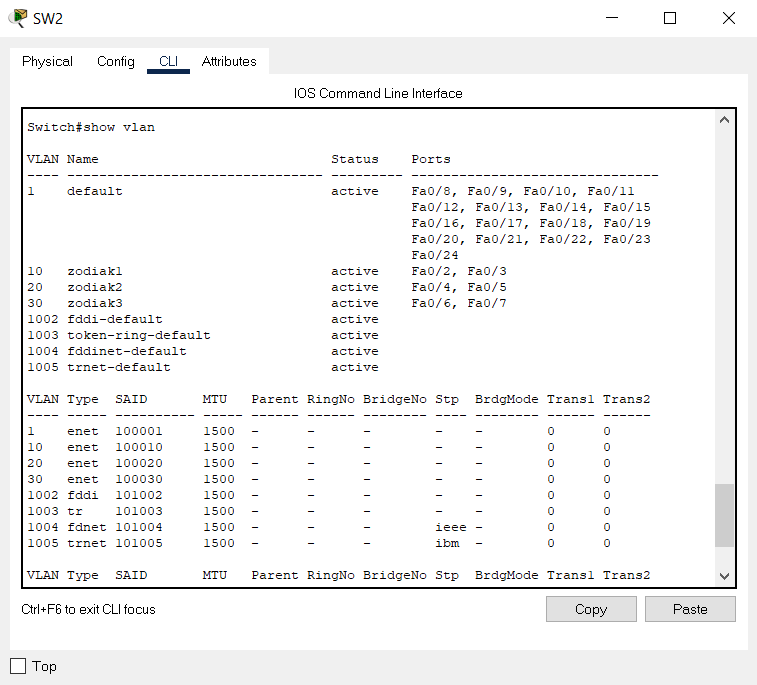 SW2
Physical Config CLI Attributes
IOS Command Line Interface
Switch#show vlan
VLAN Name                             Status    Ports
---- -------------------------------- --------- -------------------------------
1    default                          active    Fa0/8, Fa0/9, Fa0/10, Fa0/11
                                                Fa0/12, Fa0/13, Fa0/14, Fa0/15
                                                Fa0/16, Fa0/17, Fa0/18, Fa0/19
                                                Fa0/20, Fa0/21, Fa0/22, Fa0/23
                                                Fa0/24
10   zodiak1                          active    Fa0/2, Fa0/3
20   zodiak2                          active    Fa0/4, Fa0/5
30   zodiak3                          active    Fa0/6, Fa0/7
1002 fddi-default                     active
1003 token-ring-default               active
1004 fddinet-default                  active
1005 trnet-default                    active
VLAN Type  SAID       MTU   Parent RingNo BridgeNo Stp  BrdgMode Trans1 Trans2
---- ----- ---------- ----- ------ ------ -------- ---- -------- ------ ------
1    enet  100001     1500  -      -      -        -    -        0      0
10   enet  100010     1500  -      -      -        -    -        0      0
20   enet  100020     1500  -      -      -        -    -        0      0
30   enet  100030     1500  -      -      -        -    -        0      0
1002 fddi  101002     1500  -      -      -        -    -        0      0
1003 tr    101003     1500  -      -      -        -    -        0      0
1004 fdnet 101004     1500  -      -      -        ieee -        0      0
1005 trnet 101005     1500  -      -      -        ibm  -        0      0
VLAN Type  SAID       MTU   Parent RingNo BridgeNo Stp  BrdgMode Trans1 Trans2
Ctrl+F6 to exit CLI focus
Copy Paste
Top